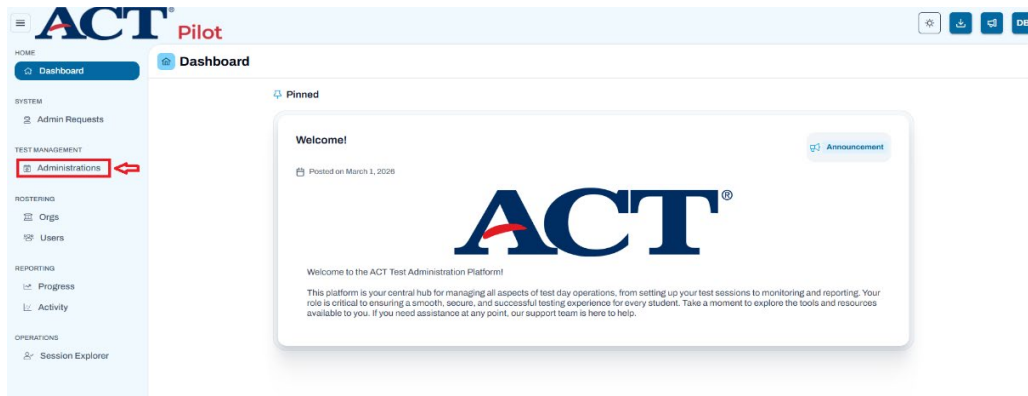 ACT® Pilot
DE
HOME
Dashboard
SYSTEM
Admin Requests
TEST MANAGEMENT
Administrations
ROSTERING
Orgs
Users
REPORTING
Progress
Activity
OPERATIONS
Session Explorer
Dashboard
Pinned
Welcome!
Announcement
Posted on March 1, 2026
ACT®
Welcome to the ACT Test Administration Platform!
This platform is your central hub for managing all aspects of test day operations, from setting up your test sessions to monitoring and reporting. Your
role is critical to ensuring a smooth, secure, and successful testing experience for every student. Take a moment to explore the tools and resources
available to you. If you need assistance at any point, our support team is here to help.